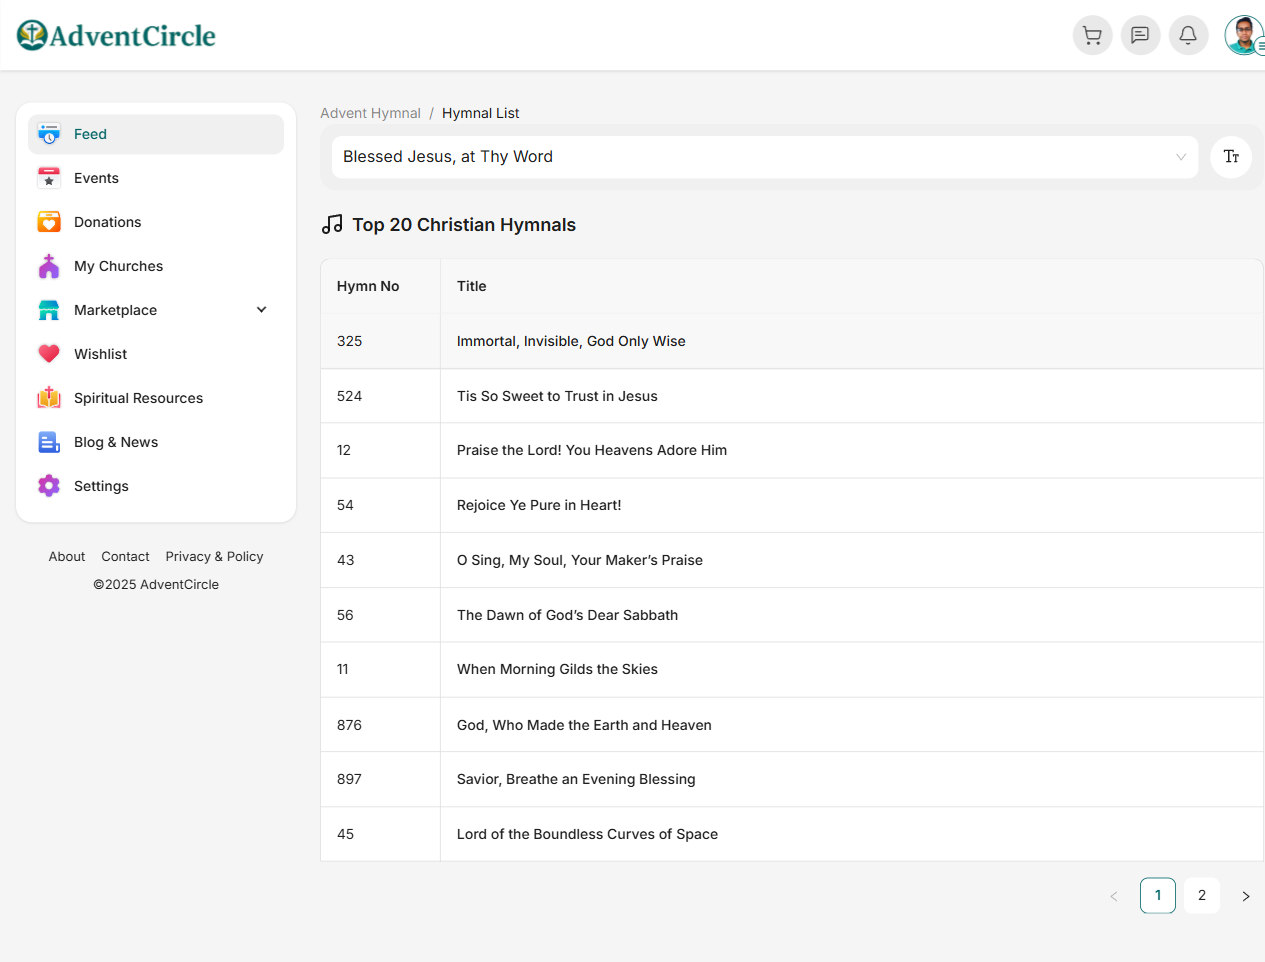 AdventCircle
Feed
Events
Donations
My Churches
Marketplace
Wishlist
Spiritual Resources
Blog & News
Settings
About Contact Privacy & Policy
©2025 AdventCircle
Advent Hymnal / Hymnal List
Blessed Jesus, at Thy Word
TT
Top 20 Christian Hymnals
Hymn No Title
325 Immortal, Invisible, God Only Wise
524 Tis So Sweet to Trust in Jesus
12 Praise the Lord! You Heavens Adore Him
54 Rejoice Ye Pure in Heart!
43 O Sing, My Soul, Your Maker’s Praise
56 The Dawn of God’s Dear Sabbath
11 When Morning Gilds the Skies
876 God, Who Made the Earth and Heaven
897 Savior, Breathe an Evening Blessing
45 Lord of the Boundless Curves of Space
< 1 2 >